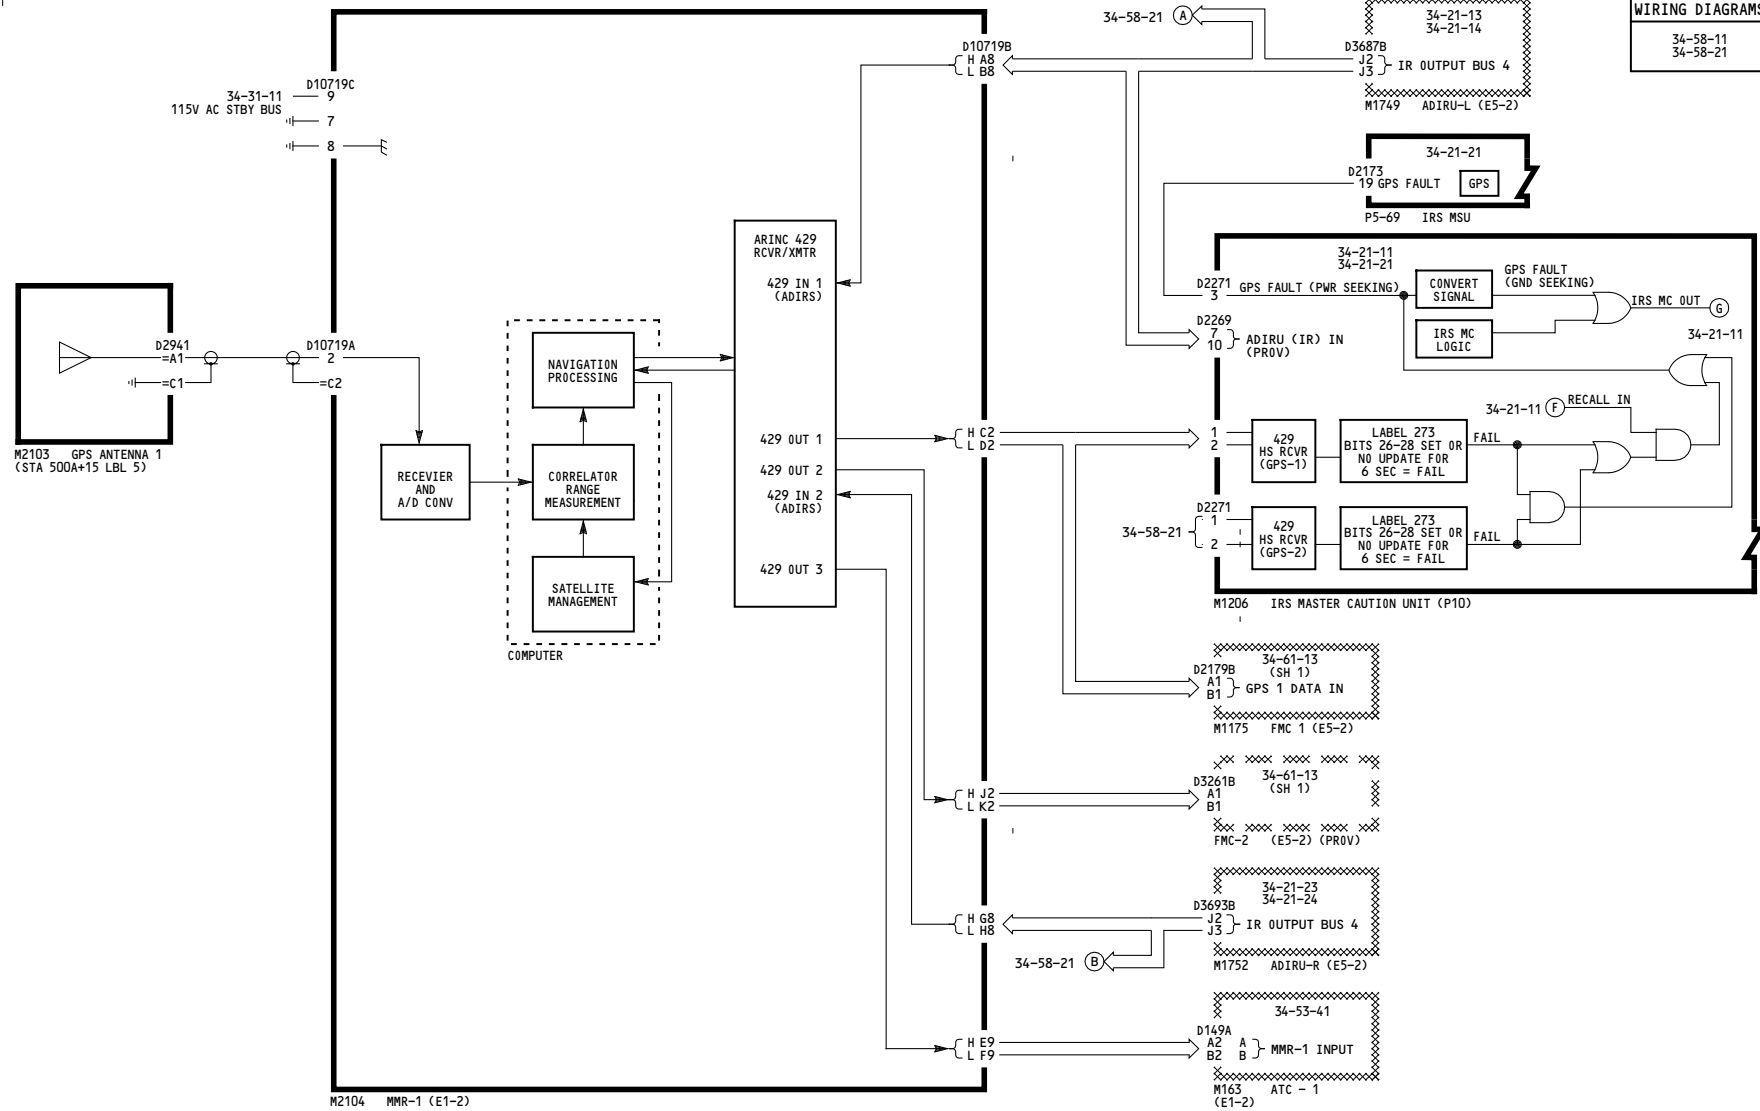 34-58-21 A
34-21-13
34-21-14
WIRING DIAGRAMS
34-58-11
34-58-21
D10719B
H A8
L B8
D3687B
J2
J3
IR OUTPUT BUS 4
M1749 ADIRU-L (E5-2)
D10719C
34-31-11
115V AC STBY BUS
9
7
8
34-21-21
D2173
19 GPS FAULT
GPS
P5-69 IRS MSU
ARINC 429
RCVR/XMTR
429 IN 1
(ADIRS)
34-21-11
34-21-21
D2271
3
GPS FAULT (PWR SEEKING)
CONVERT
SIGNAL
GPS FAULT
(GND SEEKING)
IRS MC OUT
G
34-21-11
IRS MC
LOGIC
D2269
7
10
ADIRU (IR) IN
(PROV)
D2941
=A1
=C1
D10719A
2
=C2
NAVIGATION
PROCESSING
M2103 GPS ANTENNA 1
(STA 500A+15 LBL 5)
RECEVIER
AND
A/D CONV
CORRELATOR
RANGE
MEASUREMENT
SATELLITE
MANAGEMENT
COMPUTER
429 OUT 1
429 OUT 2
429 IN 2
(ADIRS)
429 OUT 3
H C2
L D2
34-21-11 F RECALL IN
1
2
429
HS RCVR
(GPS-1)
LABEL 273
BITS 26-28 SET OR
NO UPDATE FOR
6 SEC = FAIL
FAIL
D2271
34-58-21
1
2
429
HS RCVR
(GPS-2)
LABEL 273
BITS 26-28 SET OR
NO UPDATE FOR
6 SEC = FAIL
FAIL
M1206 IRS MASTER CAUTION UNIT (P10)
34-61-13
(SH 1)
D2179B
A1
B1
GPS 1 DATA IN
M1175 FMC 1 (E5-2)
H J2
L K2
34-61-13
(SH 1)
D3261B
A1
B1
FMC-2 (E5-2) (PROV)
H G8
L H8
34-21-23
34-21-24
D3693B
J2
J3
IR OUTPUT BUS 4
34-58-21 B
M1752 ADIRU-R (E5-2)
H E9
L F9
34-53-41
D149A
A2 A
B2 B
MMR-1 INPUT
M163 ATC - 1
(E1-2)
M2104 MMR-1 (E1-2)